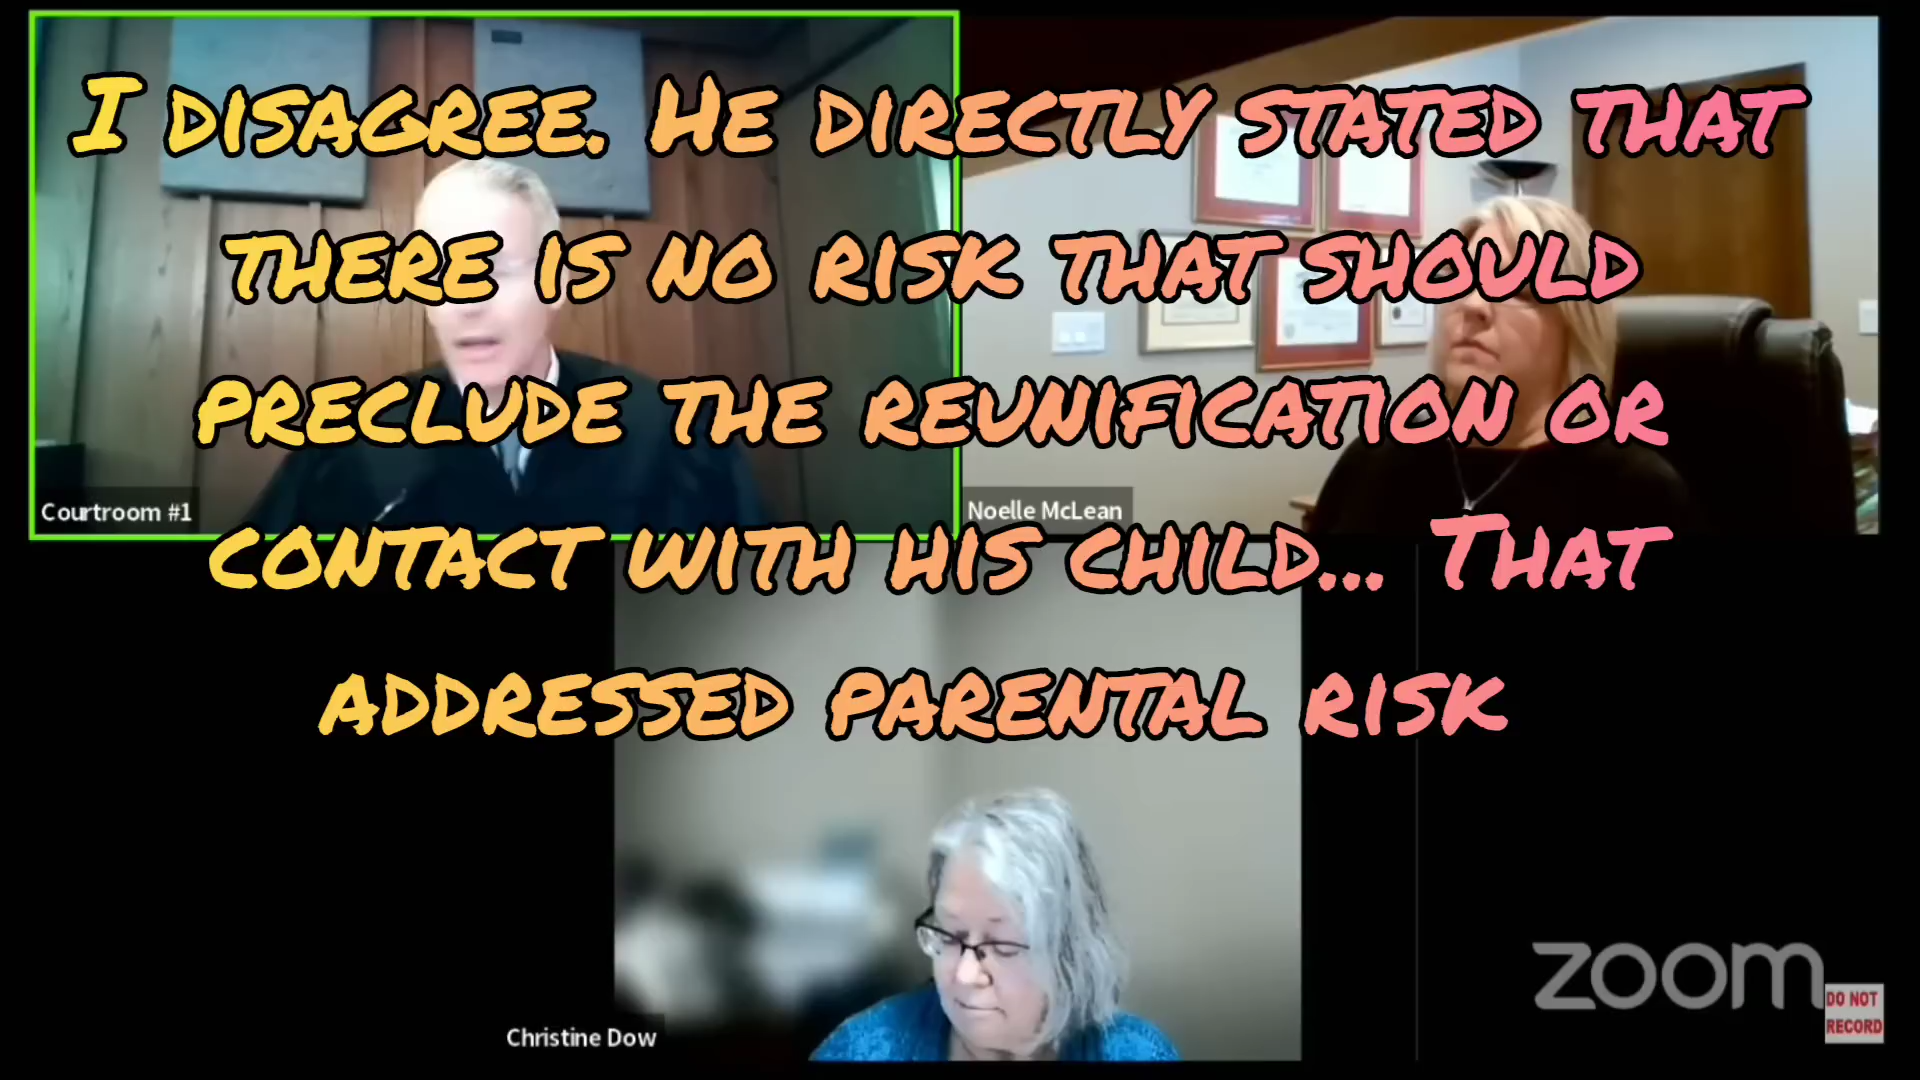 I disagree. He directly stated that
there is no risk that should
preclude the reunification or
contact with his child... That
addressed parental risk
Courtroom #1
Noelle McLean
Christine Dow
zoom
DO NOT
RECORD